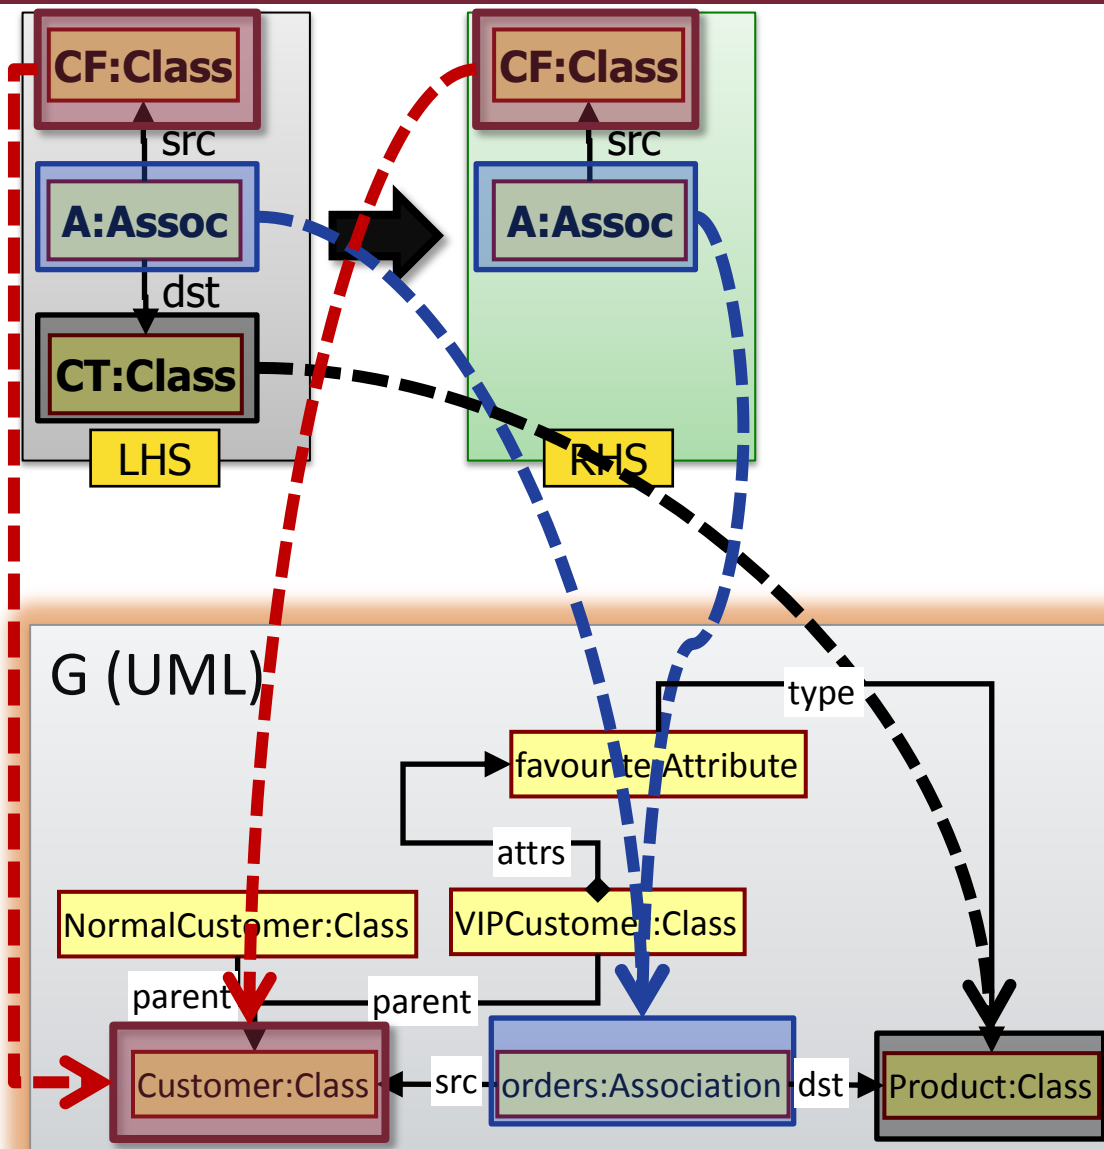 CF:Class
CF:Class
src
src
A:Assoc
A:Assoc
dst
CT:Class
LHS
RHS
G (UML)
type
favourite:Attribute
attrs
NormalCustomer:Class
VIPCustomer:Class
parent
parent
Customer:Class
src
orders:Association
dst
Product:Class